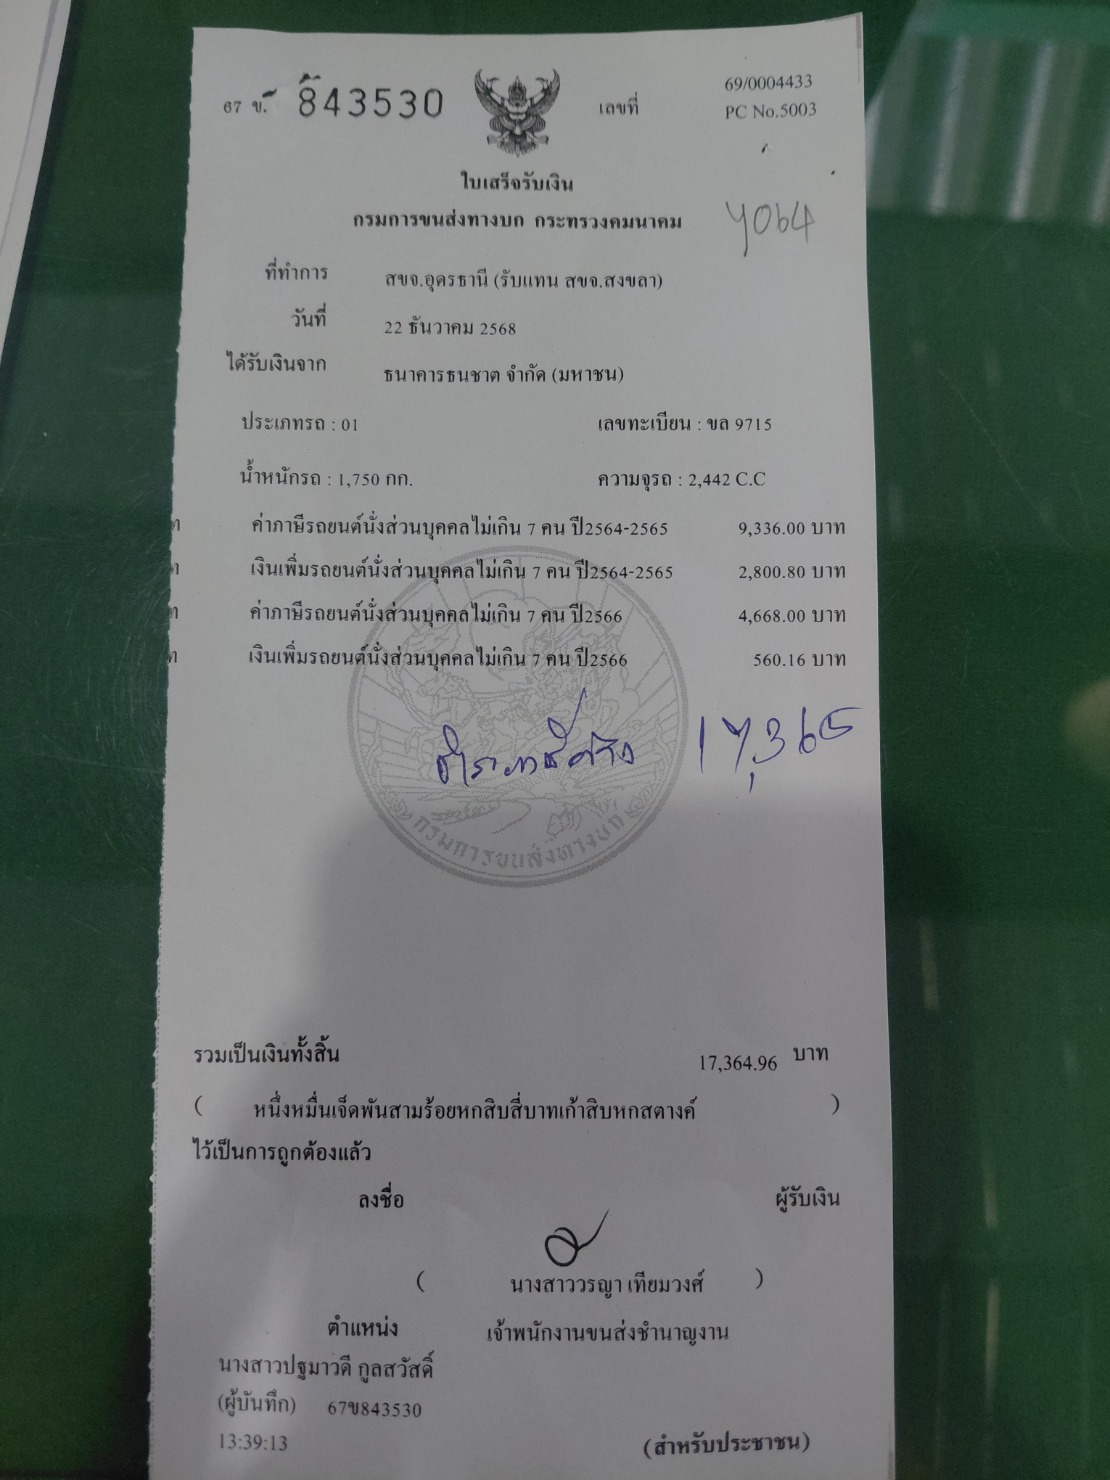 67 ข. 843530
เลขที่ 69/0004433
PC No.5003
ใบเสร็จรับเงิน
กรมการขนส่งทางบก กระทรวงคมนาคม
ที่ทำการ สขจ.อุดรธานี (รับแทน สขจ.สงขลา)
วันที่ 22 ธันวาคม 2568
ได้รับเงินจาก ธนาคารธนชาต จำกัด (มหาชน)
ประเภทรถ : 01 เลขทะเบียน : ขล 9715
น้ำหนักรถ : 1,750 กก. ความจุรถ : 2,442 C.C
ค่าภาษีรถยนต์นั่งส่วนบุคคลไม่เกิน 7 คน ปี2564-2565 9,336.00 บาท
เงินเพิ่มรถยนต์นั่งส่วนบุคคลไม่เกิน 7 คน ปี2564-2565 2,800.80 บาท
ค่าภาษีรถยนต์นั่งส่วนบุคคลไม่เกิน 7 คน ปี2566 4,668.00 บาท
เงินเพิ่มรถยนต์นั่งส่วนบุคคลไม่เกิน 7 คน ปี2566 560.16 บาท
ชำระภาษีค้าง 17,365
กรมการขนส่งทางบก
รวมเป็นเงินทั้งสิ้น 17,364.96 บาท
( หนึ่งหมื่นเจ็ดพันสามร้อยหกสิบสี่บาทเก้าสิบหกสตางค์ )
ไว้เป็นการถูกต้องแล้ว
ลงชื่อ ผู้รับเงิน
( นางสาววรญา เทียมวงศ์ )
ตำแหน่ง เจ้าพนักงานขนส่งชำนาญงาน
นางสาวปฐมาวดี กูลสวัสดิ์
(ผู้บันทึก) 67ข843530
13:39:13 (สำหรับประชาชน)